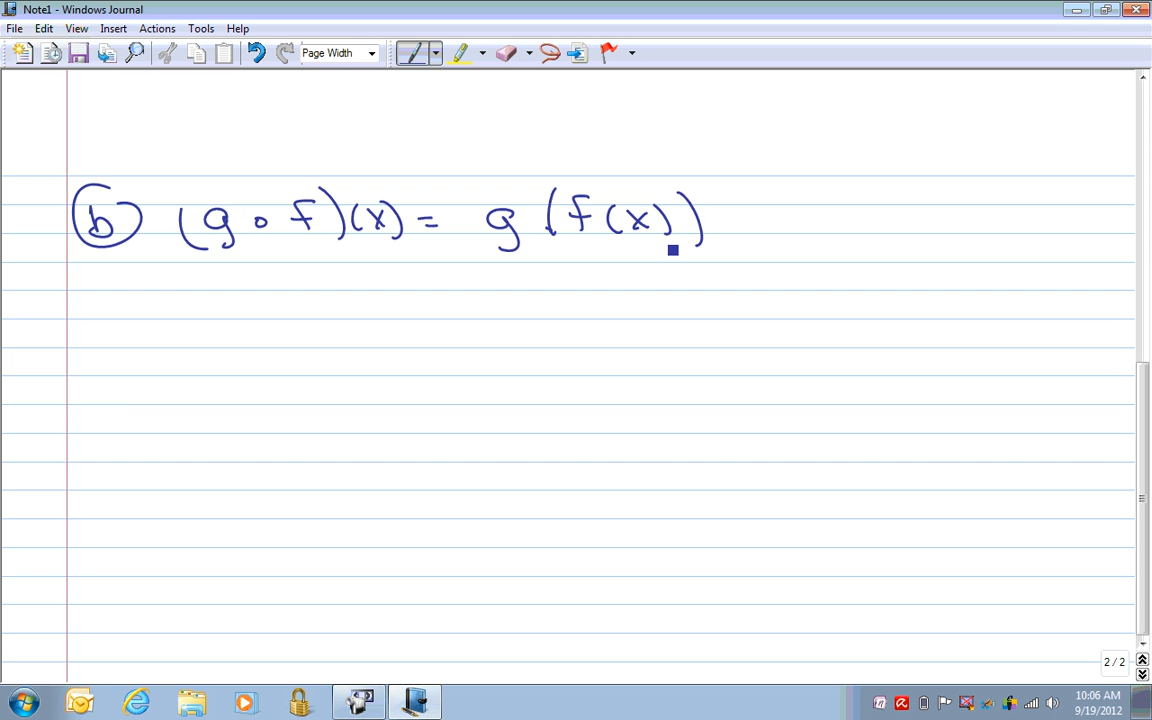 Note1 - Windows Journal
File Edit View Insert Actions Tools Help
Page Width
(b) (g ∘ f)(x) = g(f(x))
2 / 2
10:06 AM
9/19/2012